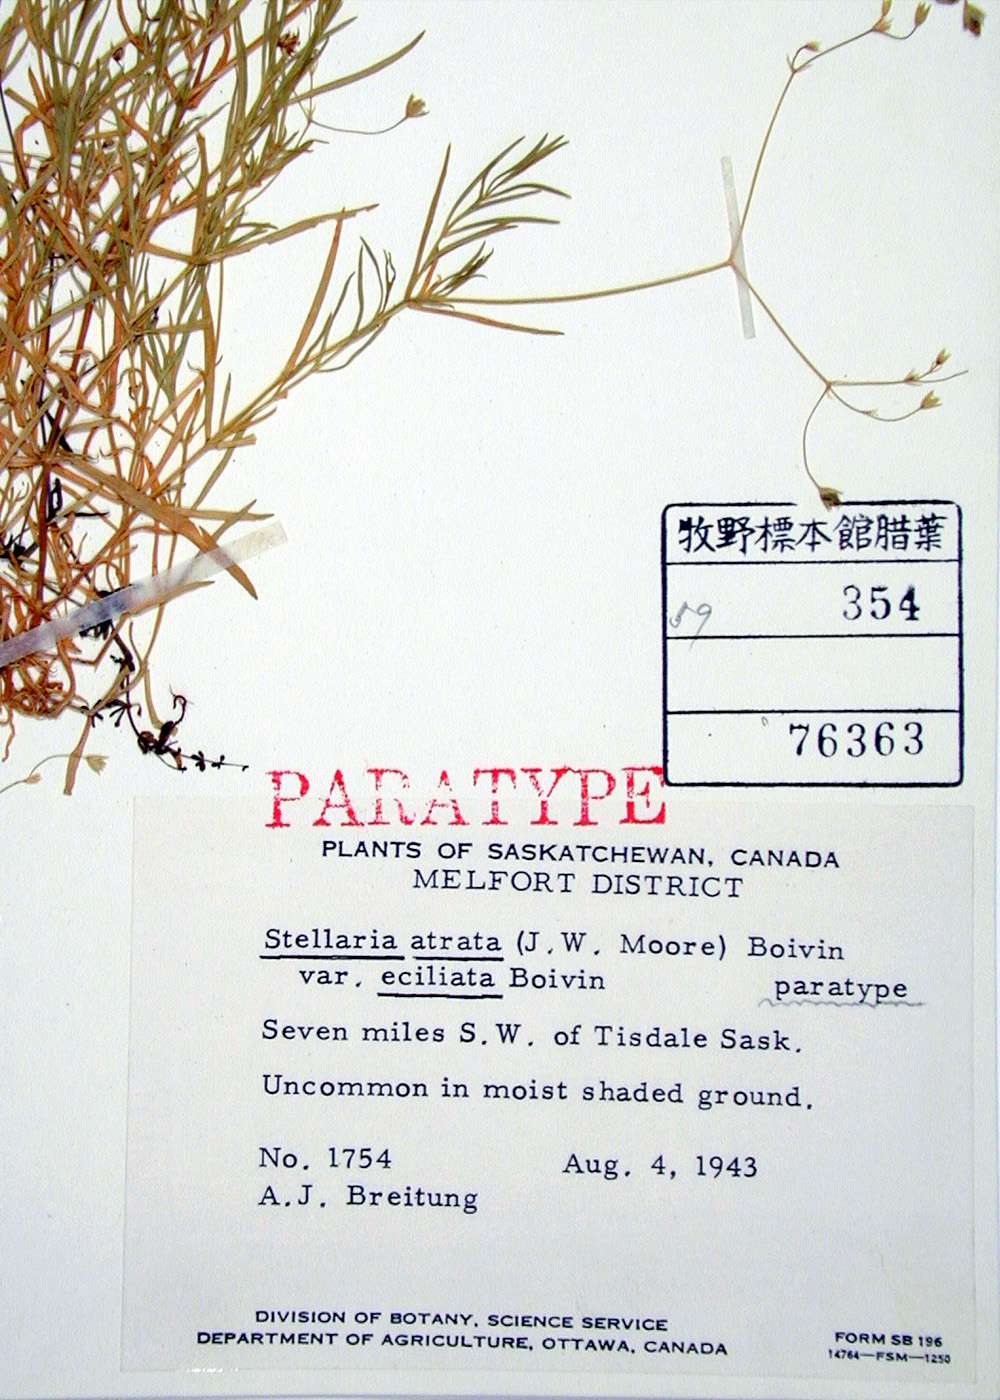 牧野標本館腊葉
354
59
76363
PARATYPE
PLANTS OF SASKATCHEWAN, CANADA
MELFORT DISTRICT
Stellaria atrata (J.W. Moore) Boivin
var. eciliata Boivin paratype
Seven miles S.W. of Tisdale Sask.
Uncommon in moist shaded ground.
No. 1754 Aug. 4, 1943
A.J. Breitung
DIVISION OF BOTANY, SCIENCE SERVICE
DEPARTMENT OF AGRICULTURE, OTTAWA, CANADA
FORM SB 196
14764—FSM—1250